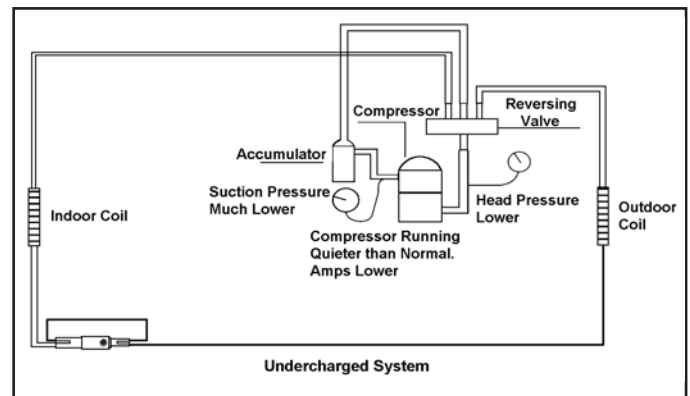 Compressor
Reversing
Valve
Accumulator
Suction Pressure
Much Lower
Head Pressure
Lower
Indoor Coil
Outdoor
Coil
Compressor Running
Quieter than Normal.
Amps Lower
Undercharged System